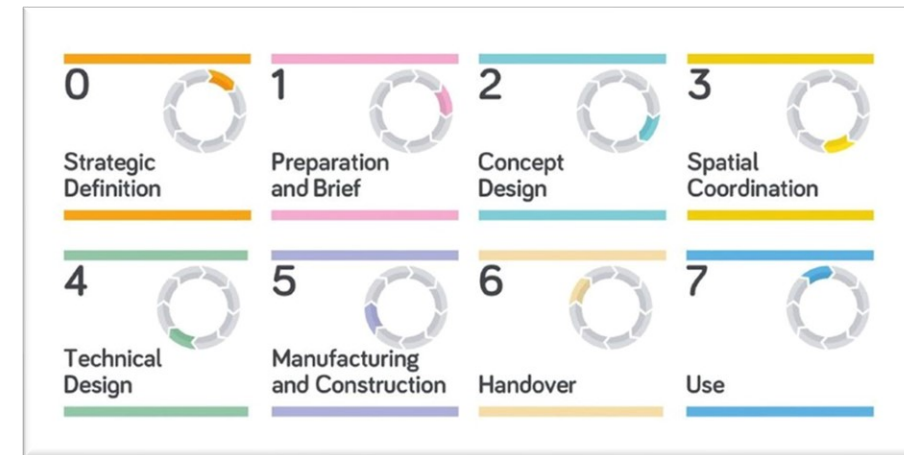 0
Strategic
Definition
1
Preparation
and Brief
2
Concept
Design
3
Spatial
Coordination
4
Technical
Design
5
Manufacturing
and Construction
6
Handover
7
Use